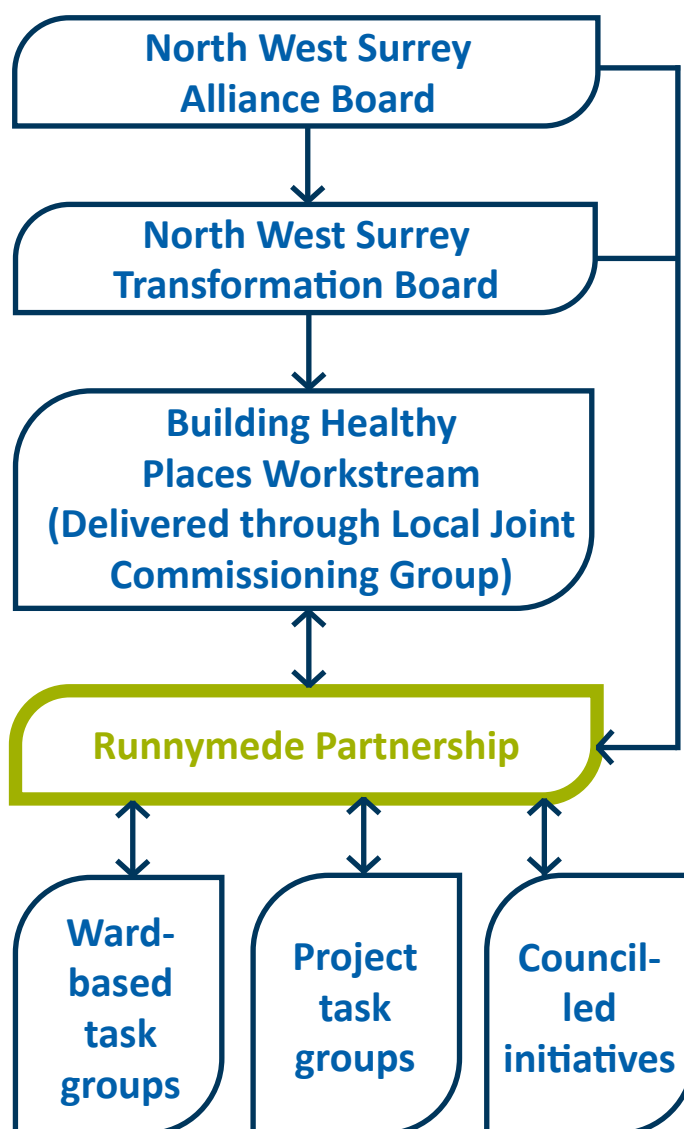 North West Surrey
Alliance Board
North West Surrey
Transformation Board
Building Healthy
Places Workstream
(Delivered through Local Joint
Commissioning Group)
Runnymede Partnership
Ward-
based
task
groups
Project
task
groups
Council-
led
initiatives